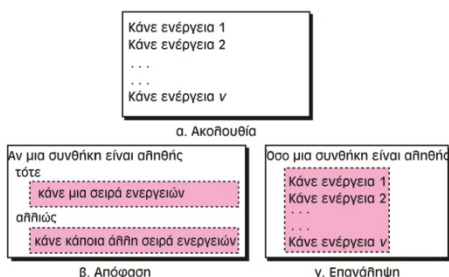 Κάνε ενέργεια 1
Κάνε ενέργεια 2
. . .
. . .
Κάνε ενέργεια ν
α. Ακολουθία
Αν μια συνθήκη είναι αληθής
τότε
κάνε μια σειρά ενεργειών
αλλιώς
κάνε κάποια άλλη σειρά ενεργειών
β. Απόφαση
Όσο μια συνθήκη είναι αληθής
Κάνε ενέργεια 1
Κάνε ενέργεια 2
. . .
. . .
Κάνε ενέργεια ν
γ. Επανάληψη